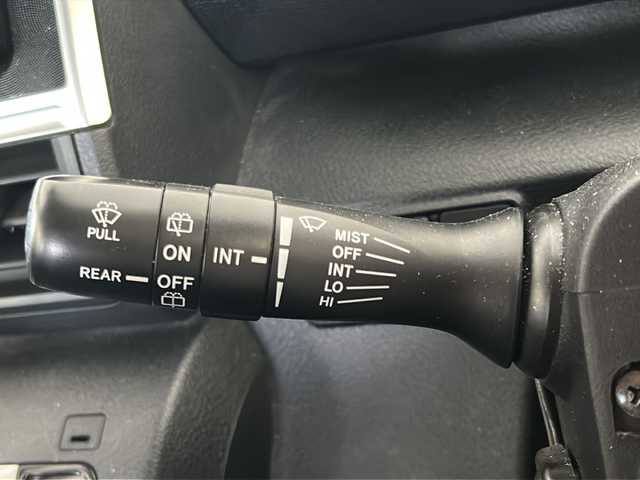 PULL
REAR
ON
OFF
INT
MIST
OFF
INT
LO
HI